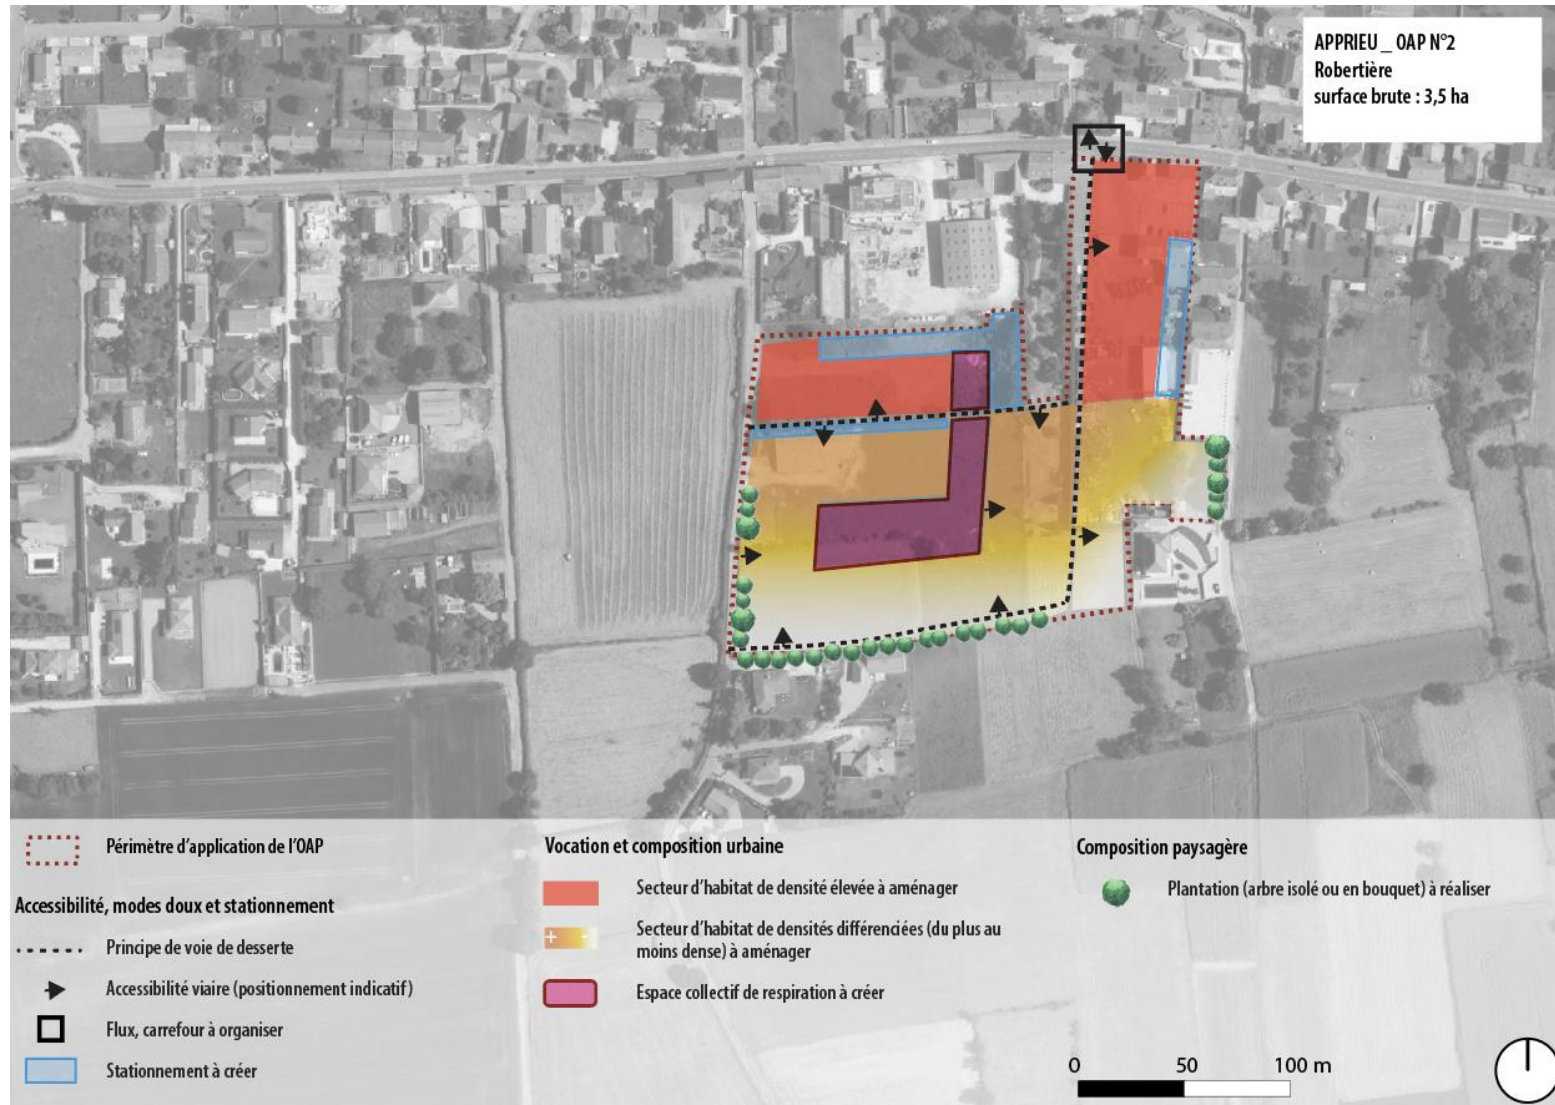 APPRIEU _ OAP N°2
Robertière
surface brute : 3,5 ha
Périmètre d'application de l'OAP
Accessibilité, modes doux et stationnement
Principe de voie de desserte
Accessibilité viaire (positionnement indicatif)
Flux, carrefour à organiser
Stationnement à créer
Vocation et composition urbaine
Secteur d'habitat de densité élevée à aménager
+ -
Secteur d'habitat de densités différenciées (du plus au
moins dense) à aménager
Espace collectif de respiration à créer
Composition paysagère
Plantation (arbre isolé ou en bouquet) à réaliser
0 50 100 m